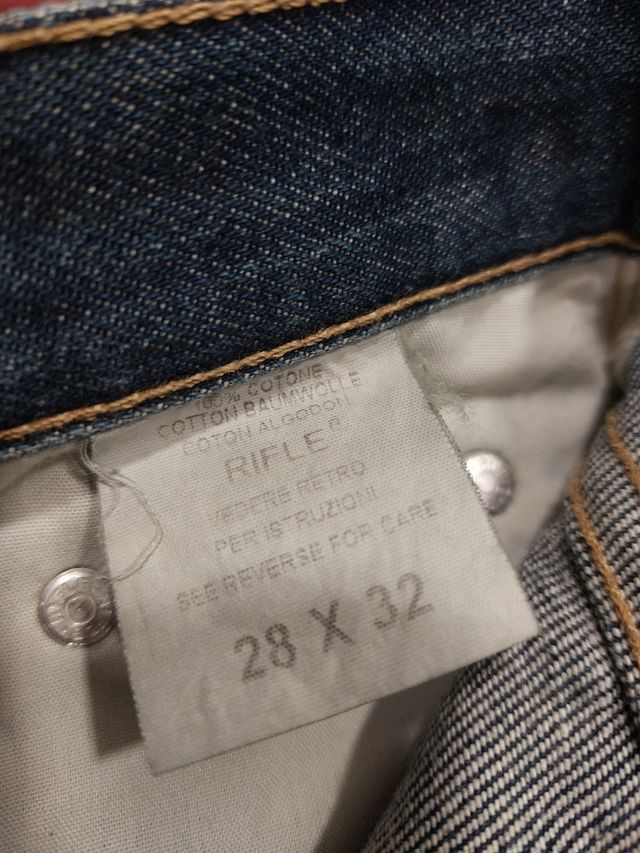 100% COTONE
COTTON BAUMWOLLE
COTON ALGODON
RIFLE®
VEDERE RETRO
PER ISTRUZIONI
SEE REVERSE FOR CARE
28 X 32